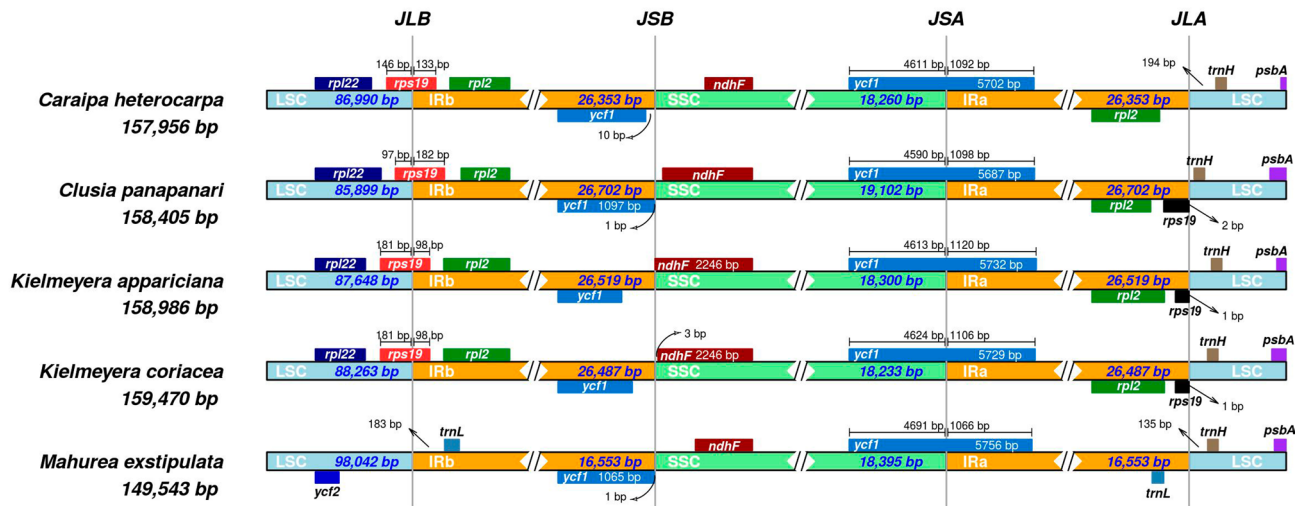 JLB JSB JSA JLA
146 bp 133 bp 4611 bp 1092 bp 194 bp
rpl22 rps19 rpl2 ndhF ycf1 5702 bp trnH psbA
Caraipa heterocarpa LSC 86,990 bp IRb 26,353 bp SSC 18,260 bp IRa 26,353 bp LSC
157,956 bp ycf1 10 bp rpl2
97 bp 182 bp 4590 bp 1098 bp
rpl22 rps19 rpl2 ndhF ycf1 5687 bp trnH psbA
Clusia panapanari LSC 85,899 bp IRb 26,702 bp SSC 19,102 bp IRa 26,702 bp LSC
158,405 bp ycf1 1097 bp 1 bp rpl2 rps19 2 bp
181 bp 98 bp 4613 bp 1120 bp
rpl22 rps19 rpl2 ndhF 2246 bp ycf1 5732 bp trnH psbA
Kielmeyera appariciana LSC 87,648 bp IRb 26,519 bp SSC 18,300 bp IRa 26,519 bp LSC
158,986 bp ycf1 rpl2 rps19 1 bp
181 bp 98 bp 3 bp 4624 bp 1106 bp
rpl22 rps19 rpl2 ndhF 2246 bp ycf1 5729 bp trnH psbA
Kielmeyera coriacea LSC 88,263 bp IRb 26,487 bp SSC 18,233 bp IRa 26,487 bp LSC
159,470 bp ycf1 rpl2 rps19 1 bp
183 bp 4691 bp 1066 bp 135 bp
trnL ndhF ycf1 5756 bp trnH psbA
Mahurea exstipulata LSC 98,042 bp IRb 16,553 bp SSC 18,395 bp IRa 16,553 bp LSC
149,543 bp ycf2 ycf1 1065 bp 1 bp trnL